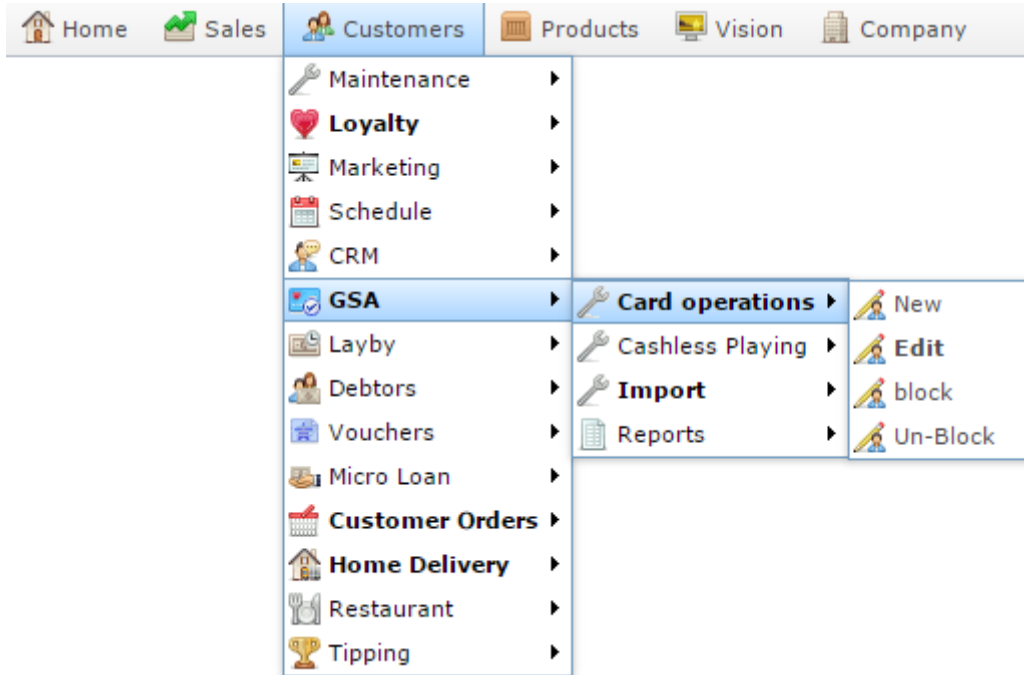 Home Sales Customers Products Vision Company
Maintenance
Loyalty
Marketing
Schedule
CRM
GSA
Layby
Debtors
Vouchers
Micro Loan
Customer Orders
Home Delivery
Restaurant
Tipping
Card operations
Cashless Playing
Import
Reports
New
Edit
block
Un-Block